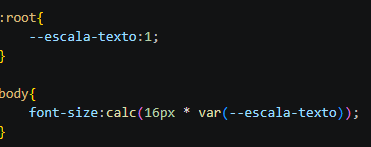 :root{
--escala-texto:1;
}
body{
font-size:calc(16px * var(--escala-texto));
}